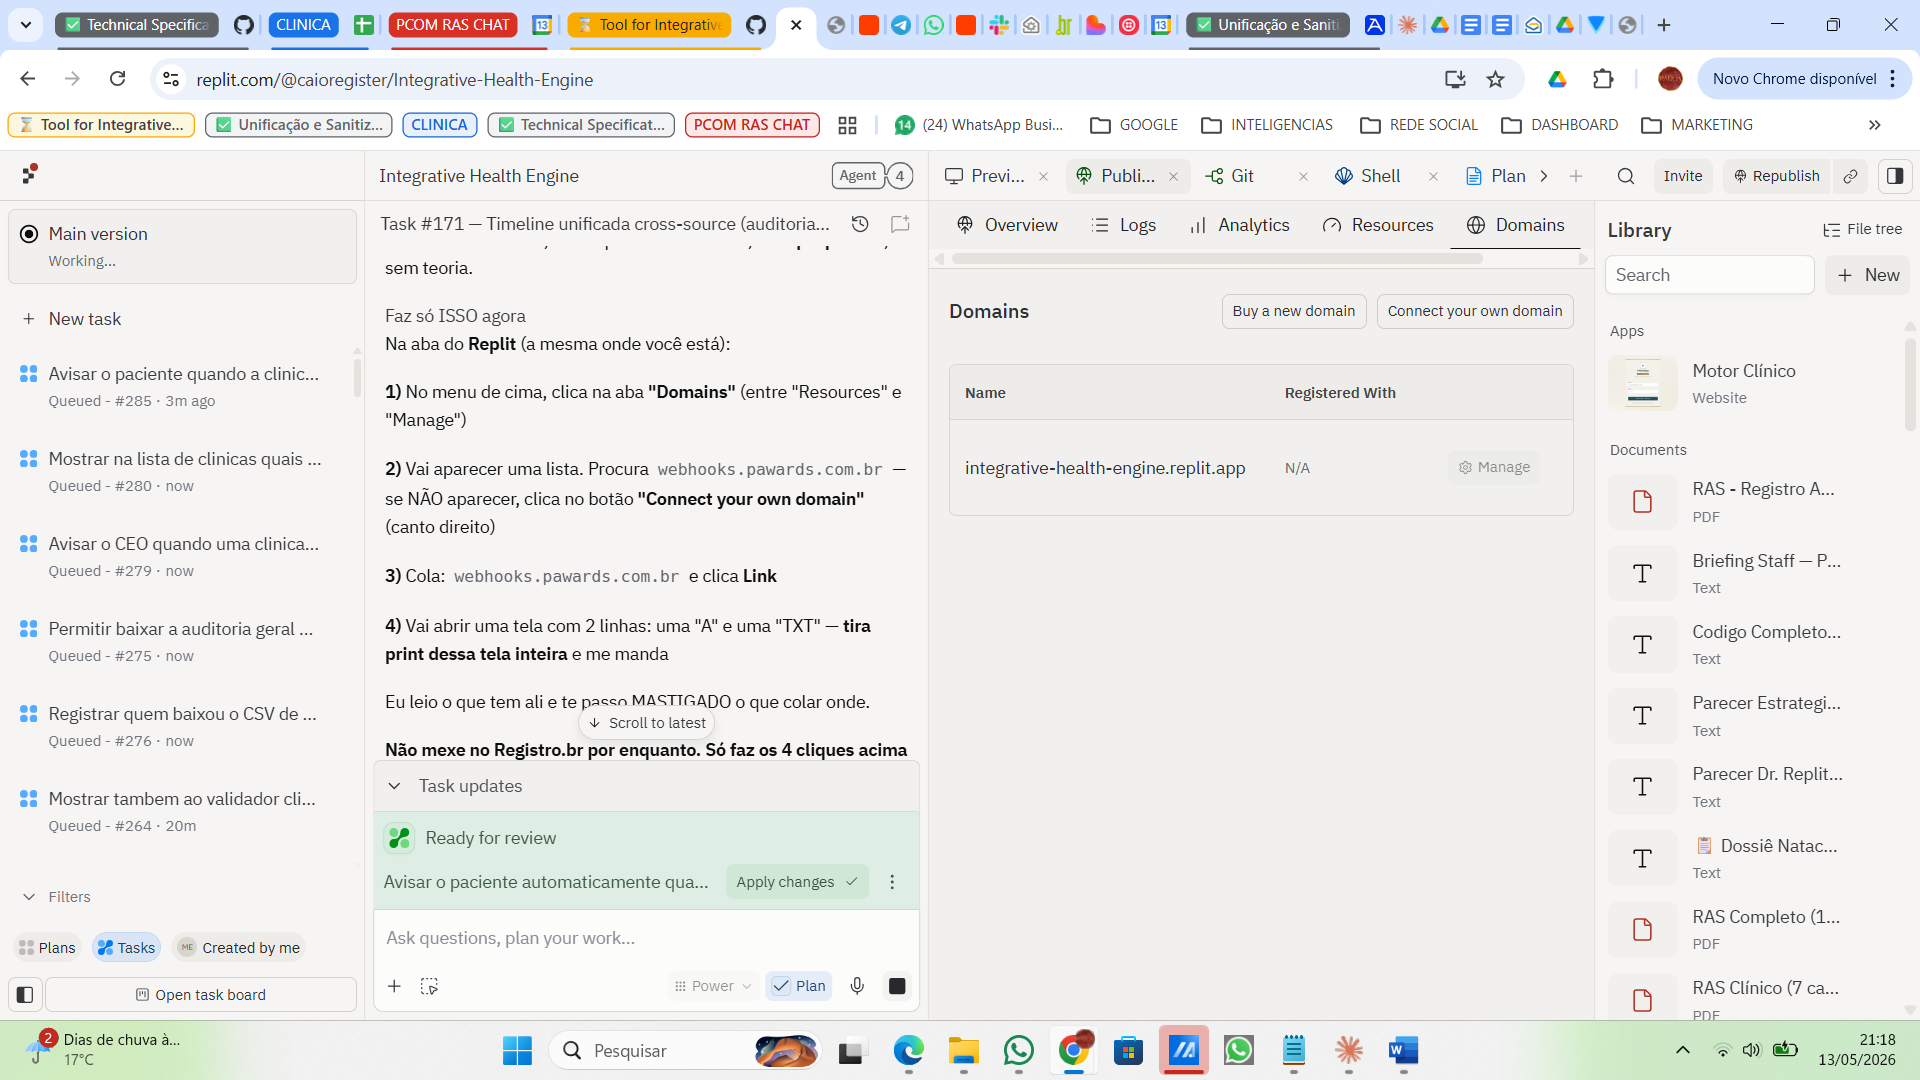 Technical Specifica
CLINICA
PCOM RAS CHAT
13
Tool for Integrative
13
Unificação e Saniti
replit.com/@caioregister/Integrative-Health-Engine
Novo Chrome disponível
Tool for Integrative...
Unificação e Sanitiz...
CLINICA
Technical Specificat...
PCOM RAS CHAT
14
(24) WhatsApp Busi...
GOOGLE
INTELIGENCIAS
REDE SOCIAL
DASHBOARD
MARKETING
Integrative Health Engine
Agent
4
Previ...
Publi...
Git
Shell
Plan
Invite
Republish
Main version
Working...
New task
Avisar o paciente quando a clinic...
Queued - #285 · 3m ago
Mostrar na lista de clinicas quais ...
Queued - #280 · now
Avisar o CEO quando uma clinica...
Queued - #279 · now
Permitir baixar a auditoria geral ...
Queued - #275 · now
Registrar quem baixou o CSV de ...
Queued - #276 · now
Mostrar tambem ao validador cli...
Queued - #264 · 20m
Filters
Plans
Tasks
ME
Created by me
Open task board
Task #171 — Timeline unificada cross-source (auditoria...
sem teoria.
Faz só ISSO agora
Na aba do Replit (a mesma onde você está):
1) No menu de cima, clica na aba "Domains" (entre "Resources" e
"Manage")
2) Vai aparecer uma lista. Procura webhooks.pawards.com.br —
se NÃO aparecer, clica no botão "Connect your own domain"
(canto direito)
3) Cola: webhooks.pawards.com.br e clica Link
4) Vai abrir uma tela com 2 linhas: uma "A" e uma "TXT" — tira
print dessa tela inteira e me manda
Eu leio o que tem ali e te passo MASTIGADO o que colar onde.
Scroll to latest
Não mexe no Registro.br por enquanto. Só faz os 4 cliques acima
Task updates
Ready for review
Avisar o paciente automaticamente qua...
Apply changes
Ask questions, plan your work...
Power
Plan
Overview
Logs
Analytics
Resources
Domains
Domains
Buy a new domain
Connect your own domain
Name
Registered With
integrative-health-engine.replit.app
N/A
Manage
Library
File tree
Search
New
Apps
Motor Clínico
Website
Documents
RAS - Registro A...
PDF
Briefing Staff — P...
Text
Codigo Completo...
Text
Parecer Estrategi...
Text
Parecer Dr. Replit...
Text
Dossiê Natac...
Text
RAS Completo (1...
PDF
RAS Clínico (7 ca...
PDF
2
Dias de chuva à...
17°C
Pesquisar
21:18
13/05/2026